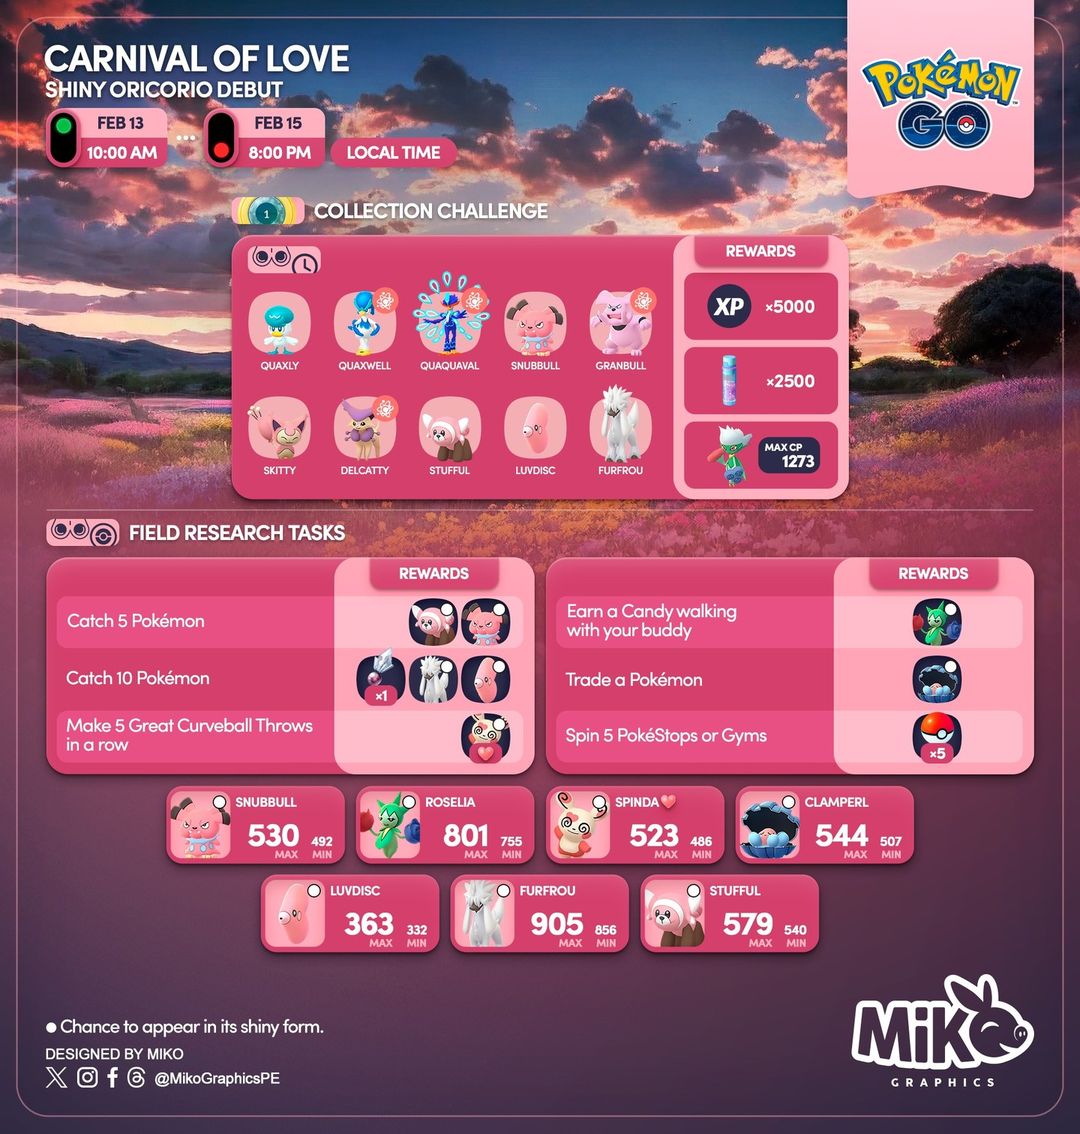 CARNIVAL OF LOVE
SHINY ORICORIO DEBUT
FEB 13
10:00 AM
FEB 15
8:00 PM
LOCAL TIME
POKéMON
GO
1
COLLECTION CHALLENGE
REWARDS
QUAXLY
QUAXWELL
QUAQUAVAL
SNUBBULL
GRANBULL
SKITTY
DELCATTY
STUFFUL
LUVDISC
FURFROU
XP ×5000
×2500
MAX CP
1273
FIELD RESEARCH TASKS
REWARDS
Catch 5 Pokémon
Catch 10 Pokémon
×1
Make 5 Great Curveball Throws
in a row
REWARDS
Earn a Candy walking
with your buddy
Trade a Pokémon
Spin 5 PokéStops or Gyms
×5
SNUBBULL
530 492
MAX MIN
ROSELIA
801 755
MAX MIN
SPINDA
523 486
MAX MIN
CLAMPERL
544 507
MAX MIN
LUVDISC
363 332
MAX MIN
FURFROU
905 856
MAX MIN
STUFFUL
579 540
MAX MIN
Chance to appear in its shiny form.
DESIGNED BY MIKO
@MikoGraphicsPE
MiKO
GRAPHICS